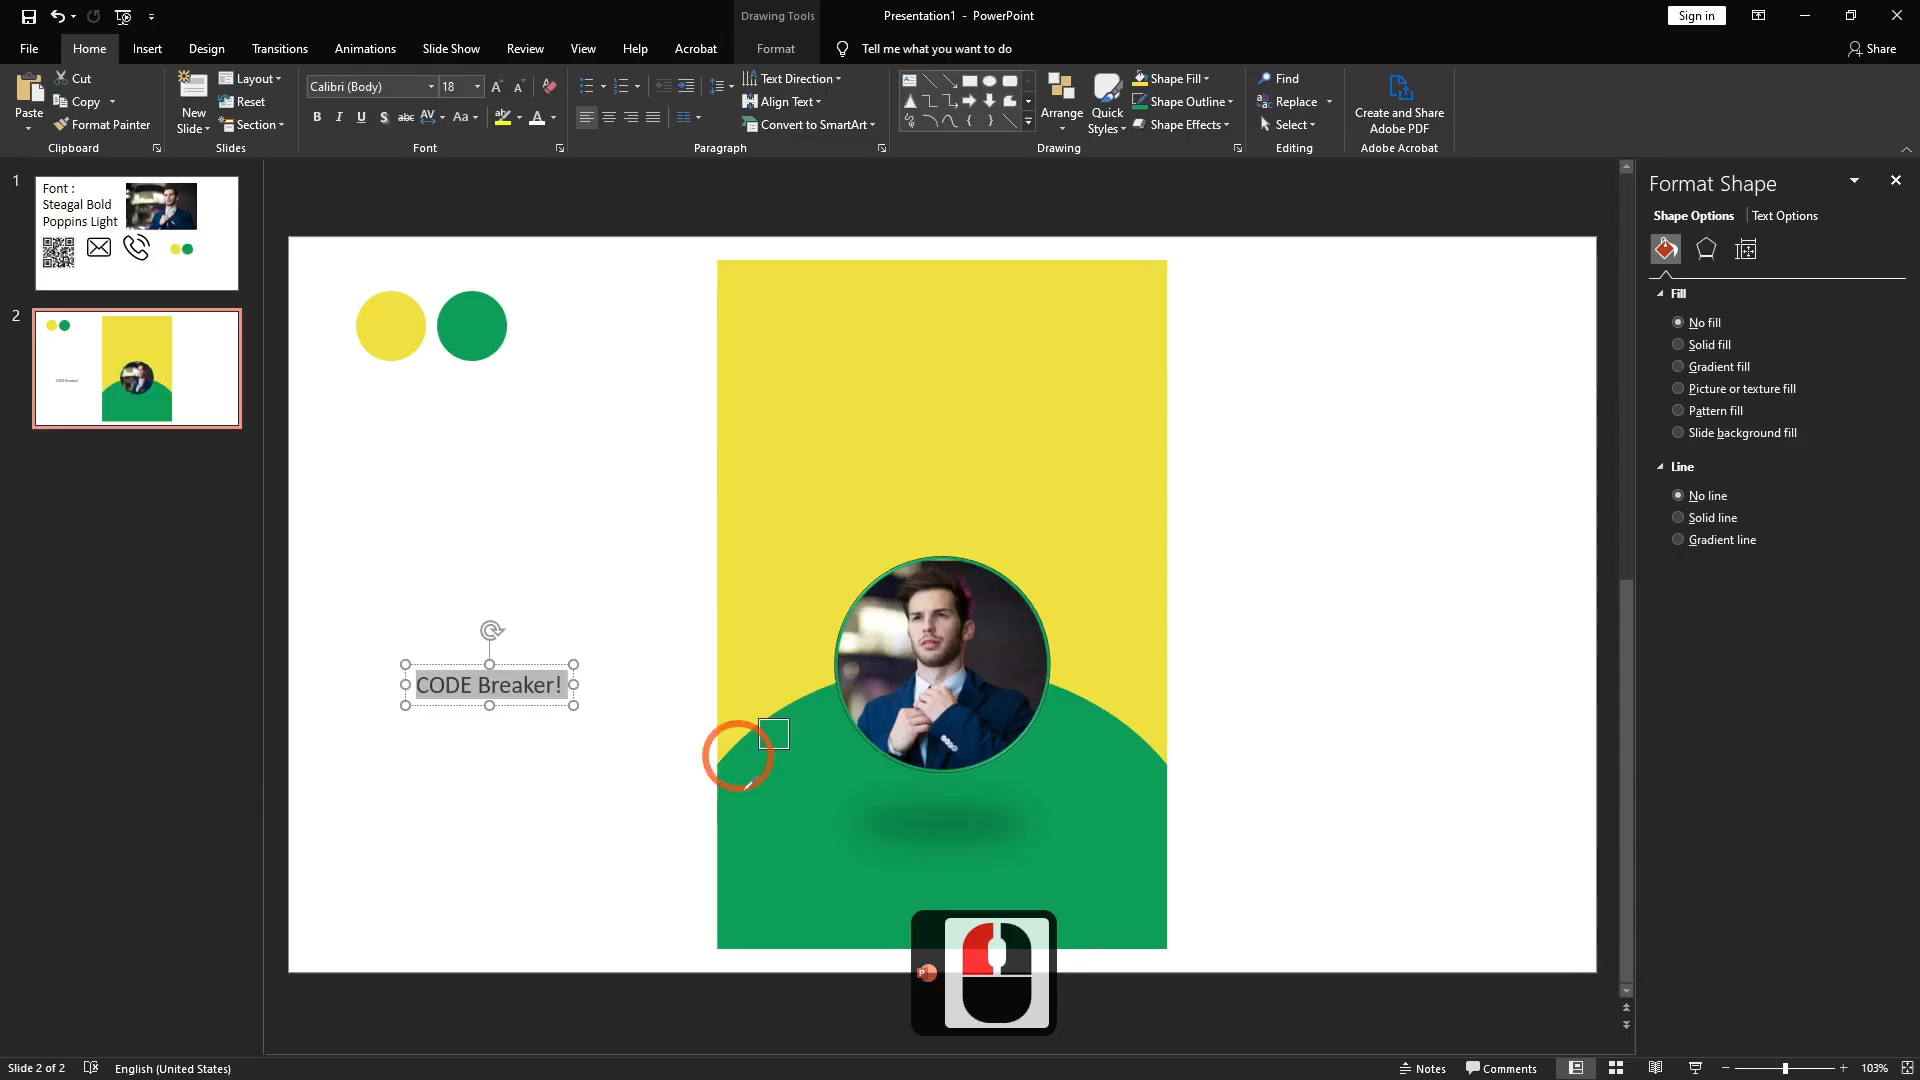 Drawing Tools
Presentation1 - PowerPoint
Sign in
File
Home
Insert
Design
Transitions
Animations
Slide Show
Review
View
Help
Acrobat
Format
Tell me what you want to do
Share
Paste
Cut
Copy
Format Painter
Clipboard
New
Slide
Layout
Reset
Section
Slides
Calibri (Body)
18
B I U S abc AV Aa A
Font
Text Direction
Align Text
Convert to SmartArt
Paragraph
Arrange
Quick
Styles
Shape Fill
Shape Outline
Shape Effects
Drawing
Find
Replace
Select
Editing
Create and Share
Adobe PDF
Adobe Acrobat
1
Font :
Steagal Bold
Poppins Light
2
CODE Breaker!
CODE Breaker!
P
Format Shape
Shape Options
Text Options
Fill
No fill
Solid fill
Gradient fill
Picture or texture fill
Pattern fill
Slide background fill
Line
No line
Solid line
Gradient line
Slide 2 of 2
English (United States)
Notes
Comments
103%